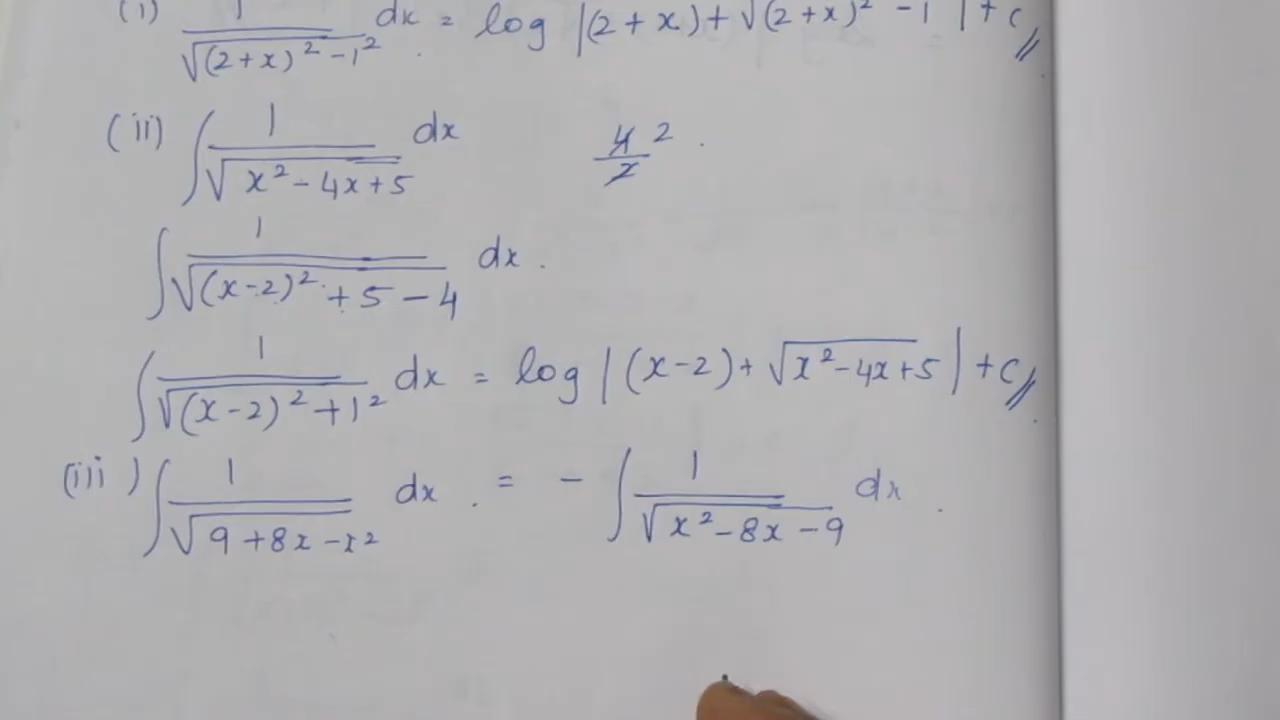 (i) 1/√((2+x)² - 1²) dx = log |(2+x) + √((2+x)² - 1)| + c
(ii) ∫ 1/√(x² - 4x + 5) dx 4/2 2
∫ 1/√((x-2)² + 5 - 4) dx.
∫ 1/√((x-2)² + 1²) dx = log |(x-2) + √(x² - 4x + 5)| + c
(iii) ∫ 1/√(9 + 8x - x²) dx = - ∫ 1/√(x² - 8x - 9) dx